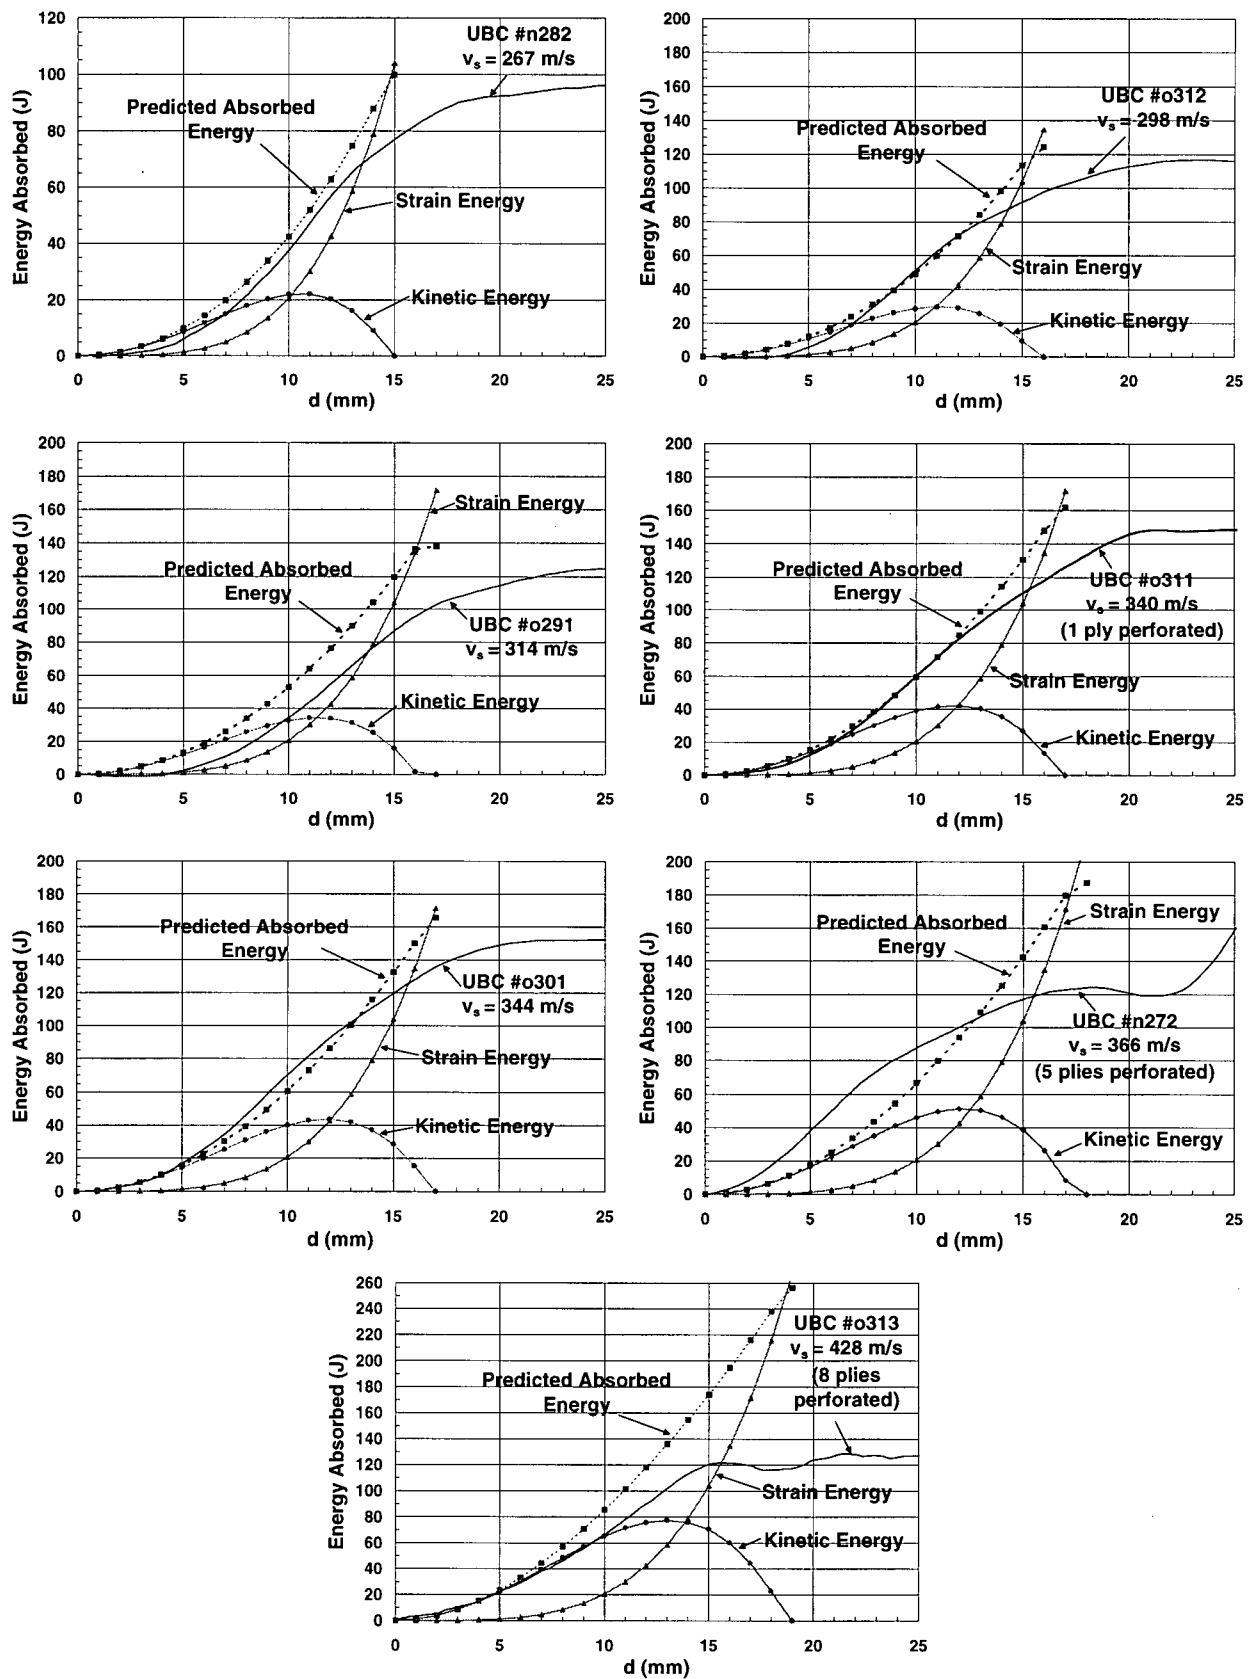 120
100
80
60
40
20
0
Energy Absorbed (J)
UBC #n282
vₛ = 267 m/s
Predicted Absorbed
Energy
Strain Energy
Kinetic Energy
0 5 10 15 20 25
d (mm)
200
180
160
140
120
100
80
60
40
20
0
Energy Absorbed (J)
UBC #o312
vₛ = 298 m/s
Predicted Absorbed
Energy
Strain Energy
Kinetic Energy
0 5 10 15 20 25
d (mm)
200
180
160
140
120
100
80
60
40
20
0
Energy Absorbed (J)
Strain Energy
Predicted Absorbed
Energy
UBC #o291
vₛ = 314 m/s
Kinetic Energy
0 5 10 15 20 25
d (mm)
200
180
160
140
120
100
80
60
40
20
0
Energy Absorbed (J)
Predicted Absorbed
Energy
UBC #o311
vₛ = 340 m/s
(1 ply perforated)
Strain Energy
Kinetic Energy
0 5 10 15 20 25
d (mm)
200
180
160
140
120
100
80
60
40
20
0
Energy Absorbed (J)
Predicted Absorbed
Energy
UBC #o301
vₛ = 344 m/s
Strain Energy
Kinetic Energy
0 5 10 15 20 25
d (mm)
200
180
160
140
120
100
80
60
40
20
0
Energy Absorbed (J)
Strain Energy
Predicted Absorbed
Energy
UBC #n272
vₛ = 366 m/s
(5 plies perforated)
Kinetic Energy
0 5 10 15 20 25
d (mm)
260
240
220
200
180
160
140
120
100
80
60
40
20
0
Energy Absorbed (J)
UBC #o313
vₛ = 428 m/s
(8 plies
perforated)
Predicted Absorbed
Energy
Strain Energy
Kinetic Energy
0 5 10 15 20 25
d (mm)